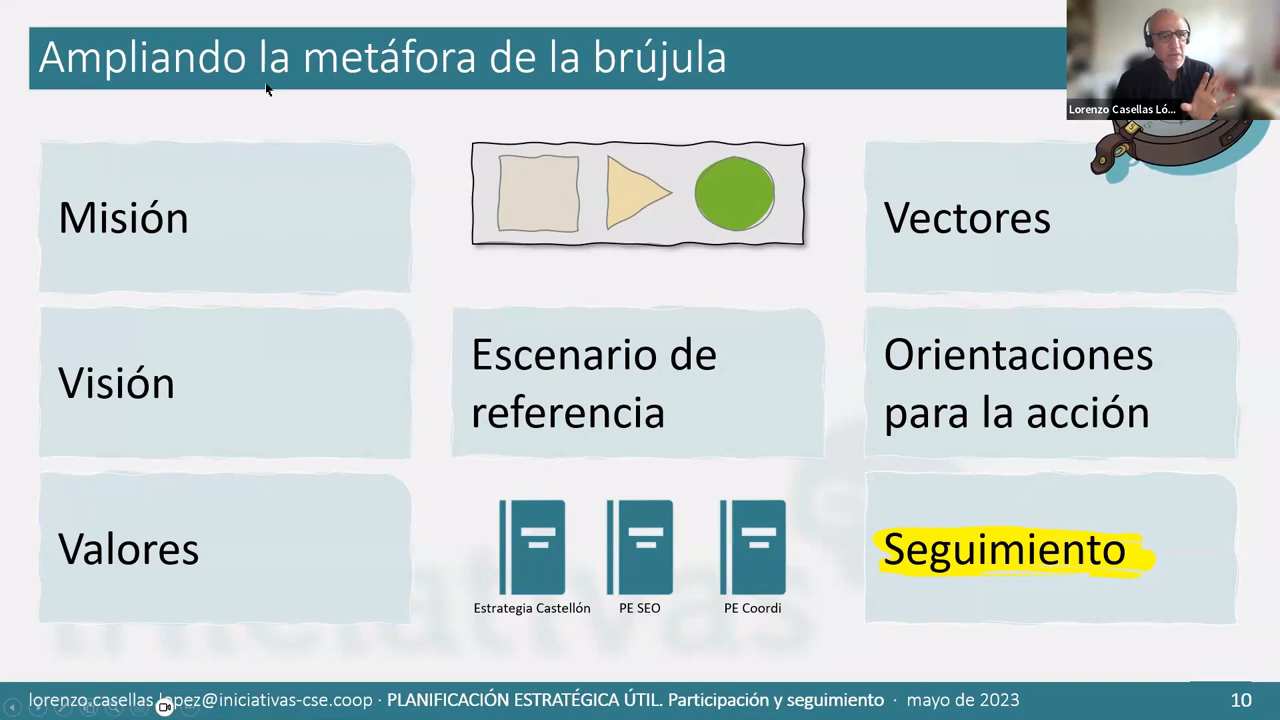 Ampliando la metáfora de la brújula
Lorenzo Casellas Ló...
Misión
Visión
Valores
Escenario de
referencia
Estrategia Castellón
PE SEO
PE Coordi
Vectores
Orientaciones
para la acción
Seguimiento
iniciativas
lorenzo.casellas.lopez@iniciativas-cse.coop · PLANIFICACIÓN ESTRATÉGICA ÚTIL. Participación y seguimiento · mayo de 2023
10